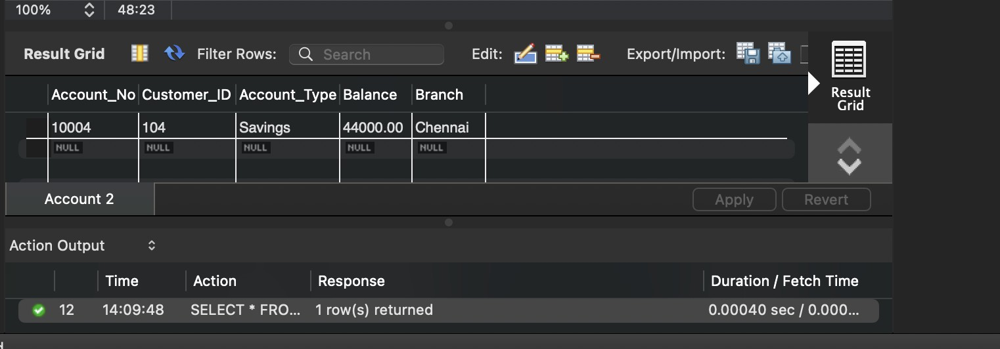 100% 48:23
Result Grid Filter Rows: Search Edit: Export/Import:
Result
Grid
Account_No Customer_ID Account_Type Balance Branch
10004 104 Savings 44000.00 Chennai
NULL NULL NULL NULL NULL
Account 2 Apply Revert
Action Output
Time Action Response Duration / Fetch Time
12 14:09:48 SELECT * FRO... 1 row(s) returned 0.00040 sec / 0.000...